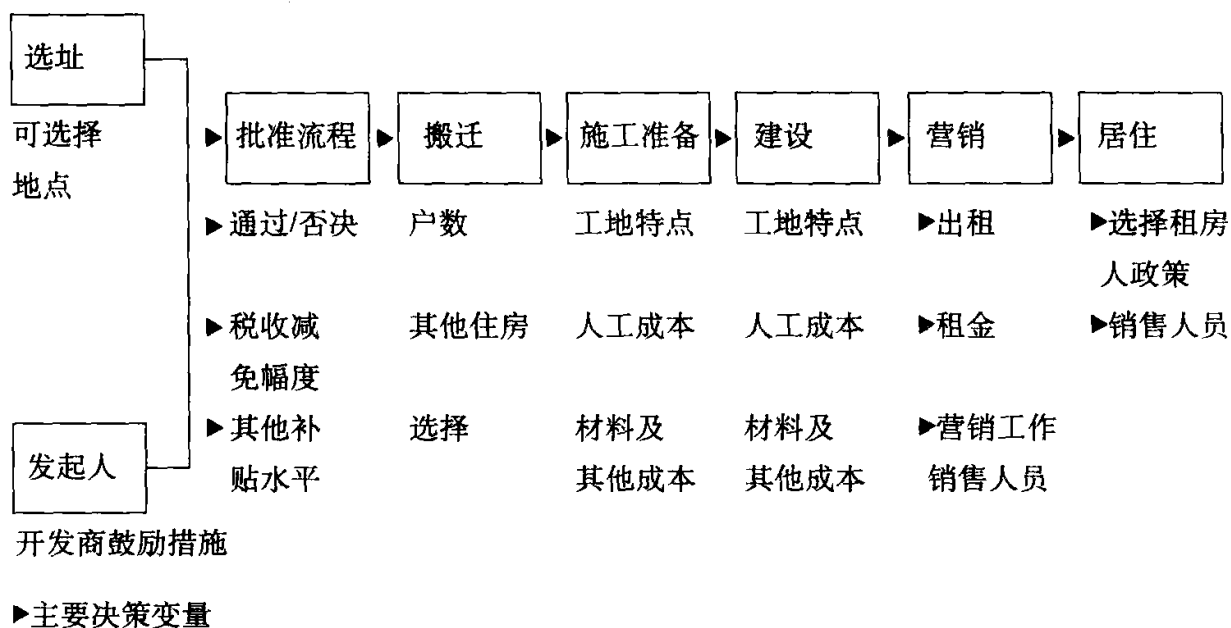 选址
可选择
地点
批准流程 搬迁 施工准备 建设 营销 居住
▶通过/否决 户数 工地特点 工地特点 ▶出租 ▶选择租房
人政策
▶税收减 其他住房 人工成本 人工成本 ▶租金 ▶销售人员
免幅度
▶其他补 选择 材料及 材料及 ▶营销工作
贴水平 其他成本 其他成本 销售人员
发起人
开发商鼓励措施
▶主要决策变量